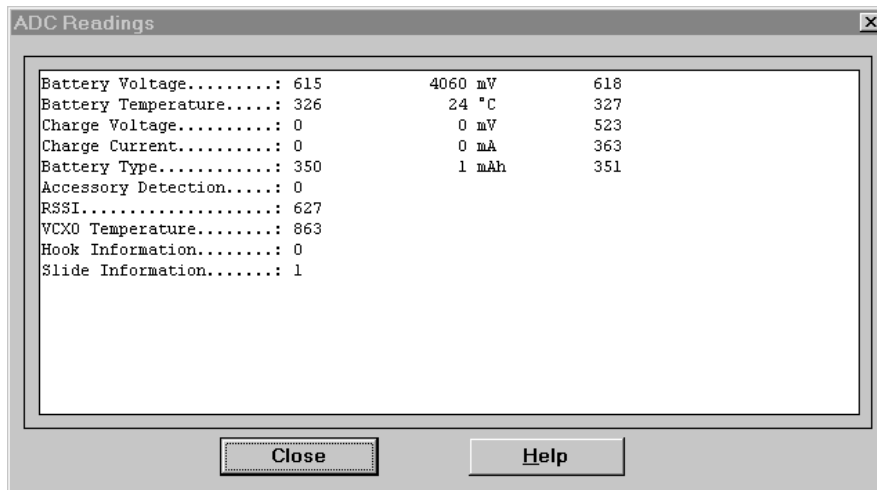 ADC Readings
Battery Voltage.........: 615 4060 mV 618
Battery Temperature.....: 326 24 °C 327
Charge Voltage..........: 0 0 mV 523
Charge Current..........: 0 0 mA 363
Battery Type............: 350 1 mAh 351
Accessory Detection.....: 0
RSSI....................: 627
VCXO Temperature........: 863
Hook Information........: 0
Slide Information.......: 1
Close Help